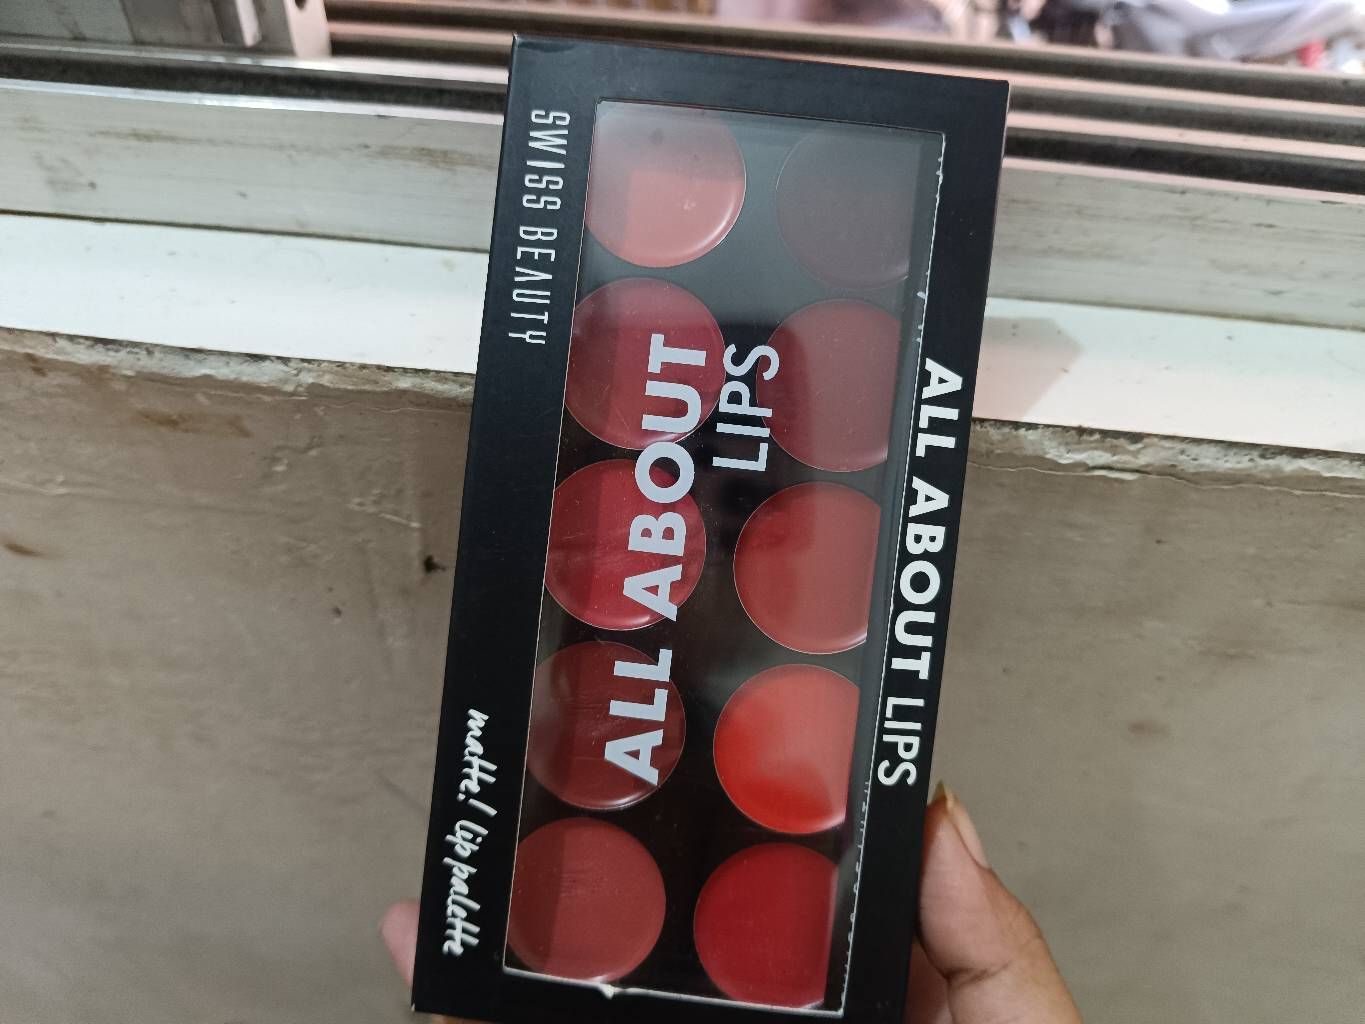 SWISS BEAUTY
ALL ABOUT
LIPS
matte! lip palette
ALL ABOUT LIPS